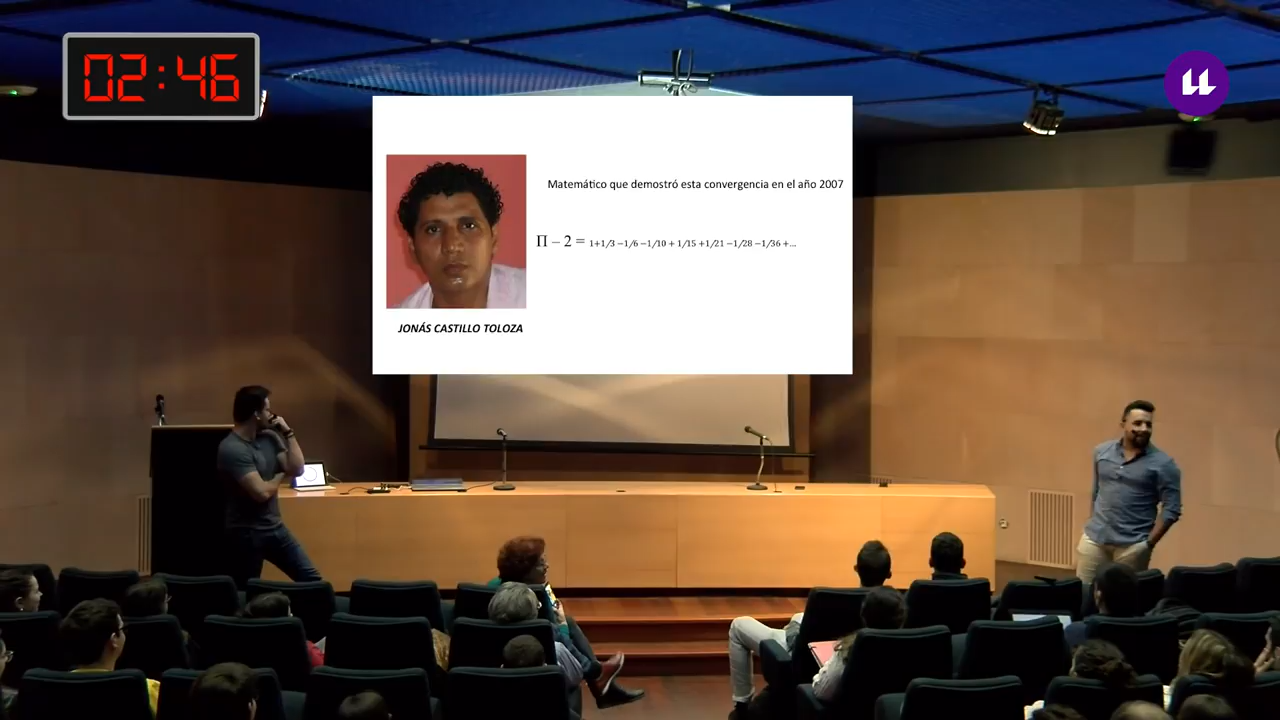 02:46
Matemático que demostró esta convergencia en el año 2007
Π – 2 = 1+1/3 –1/6 –1/10 + 1/15 +1/21 –1/28 –1/36 +...
JONÁS CASTILLO TOLOZA